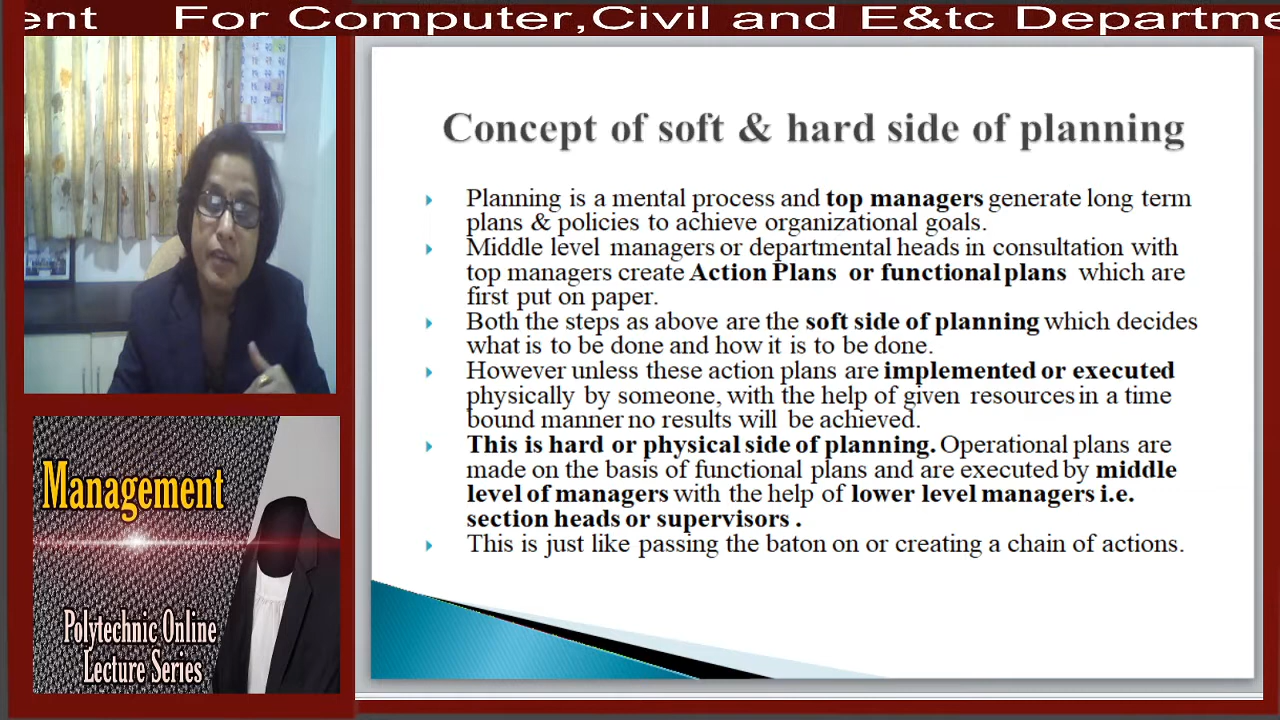 ent For Computer,Civil and E&tc Departme
Concept of soft & hard side of planning
Planning is a mental process and top managers generate long term
plans & policies to achieve organizational goals.
Middle level managers or departmental heads in consultation with
top managers create Action Plans or functional plans which are
first put on paper.
Both the steps as above are the soft side of planning which decides
what is to be done and how it is to be done.
However unless these action plans are implemented or executed
physically by someone, with the help of given resources in a time
bound manner no results will be achieved.
This is hard or physical side of planning. Operational plans are
made on the basis of functional plans and are executed by middle
level of managers with the help of lower level managers i.e.
section heads or supervisors .
This is just like passing the baton on or creating a chain of actions.
Management
Polytechnic Online
Lecture Series